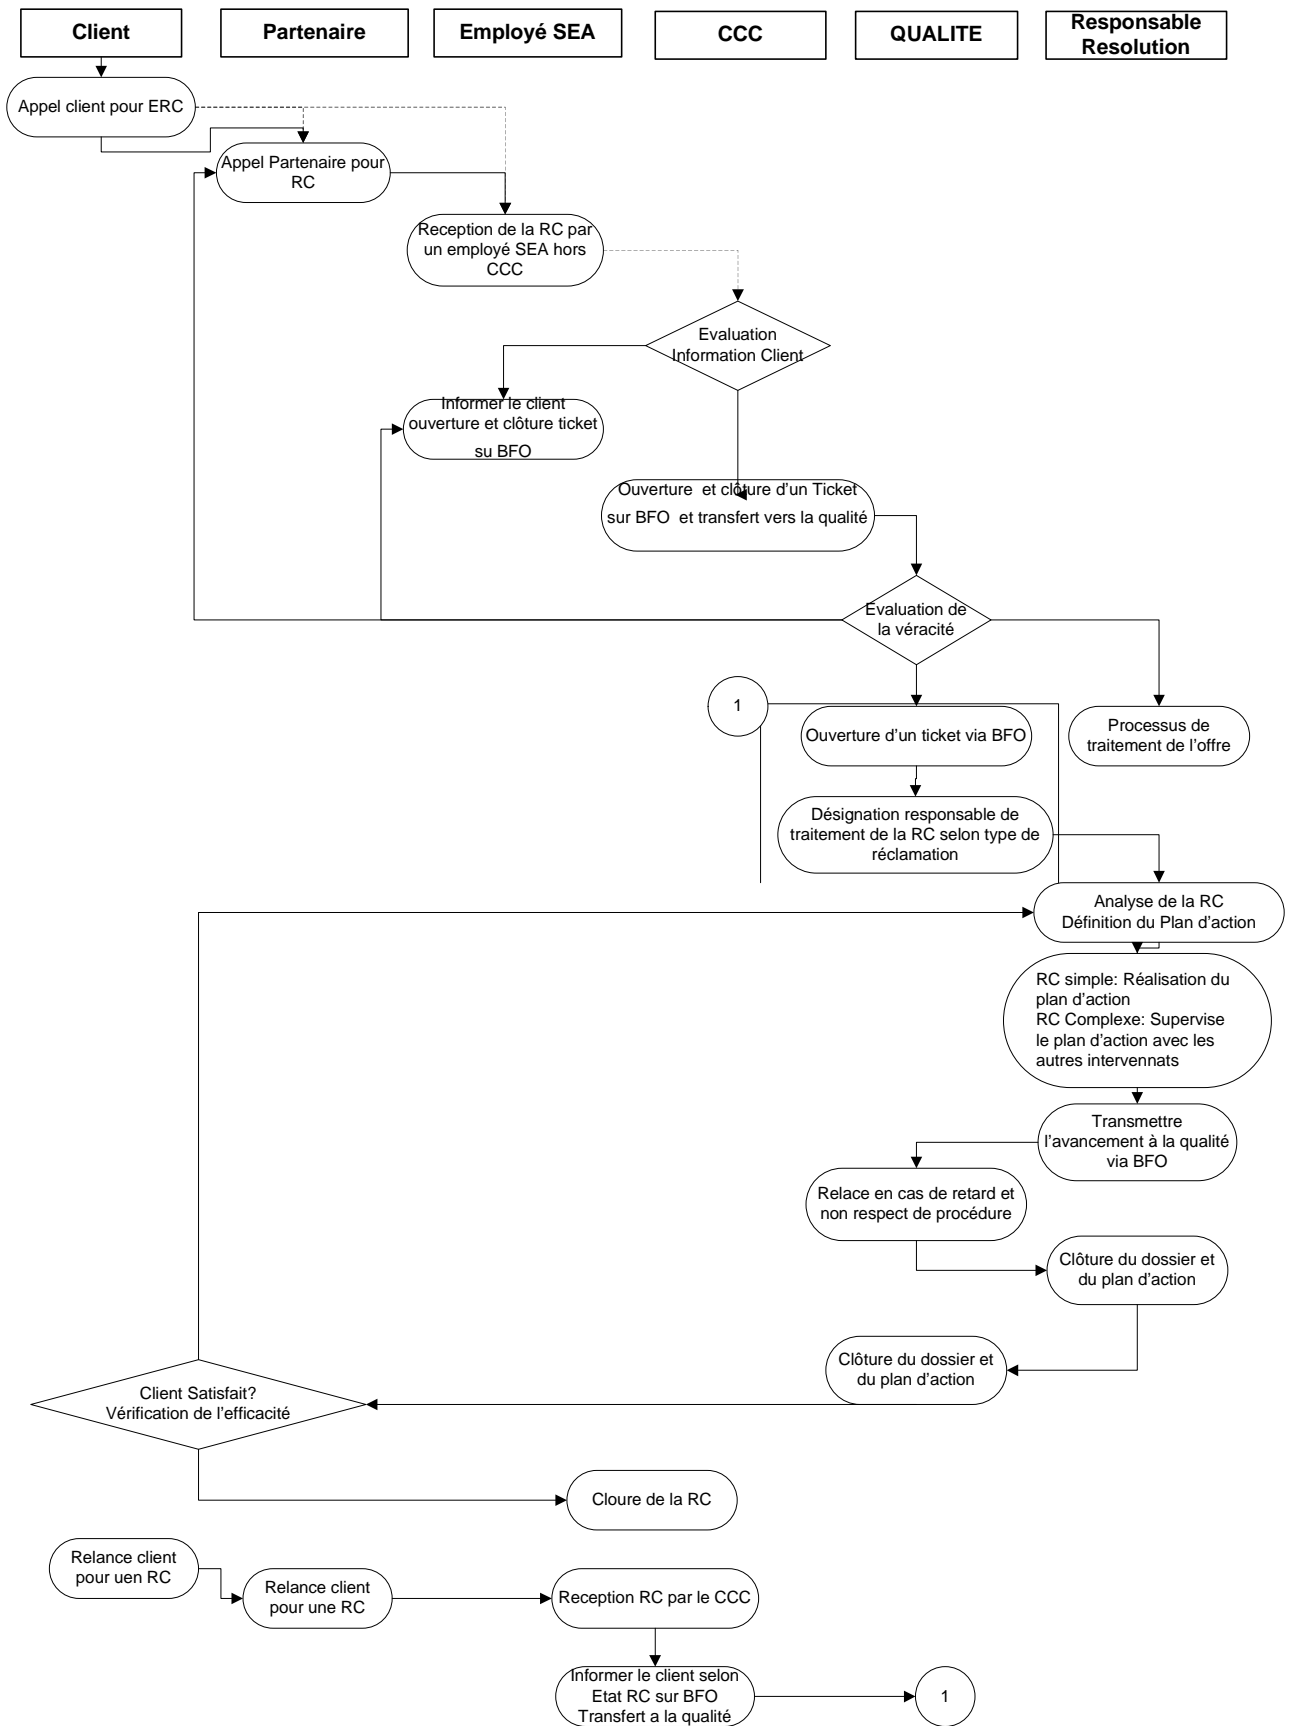 Client
Partenaire
Employé SEA
CCC
QUALITE
Responsable
Resolution
Appel client pour ERC
Appel Partenaire pour
RC
Reception de la RC par
un employé SEA hors
CCC
Evaluation
Information Client
Informer le client
ouverture et clôture ticket
su BFO
Ouverture  et clôture d'un Ticket
sur BFO  et transfert vers la qualité
Evaluation de
la véracité
1
Ouverture d'un ticket via BFO
Processus de
traitement de l'offre
Désignation responsable de
traitement de la RC selon type de
réclamation
Analyse de la RC
Définition du Plan d'action
RC simple: Réalisation du
plan d'action
RC Complexe: Supervise
le plan d'action avec les
autres intervennats
Transmettre
l'avancement à la qualité
via BFO
Relace en cas de retard et
non respect de procédure
Clôture du dossier et
du plan d'action
Clôture du dossier et
du plan d'action
Client Satisfait?
Vérification de l'efficacité
Cloure de la RC
Relance client
pour uen RC
Relance client
pour une RC
Reception RC par le CCC
Informer le client selon
Etat RC sur BFO
Transfert a la qualité
1